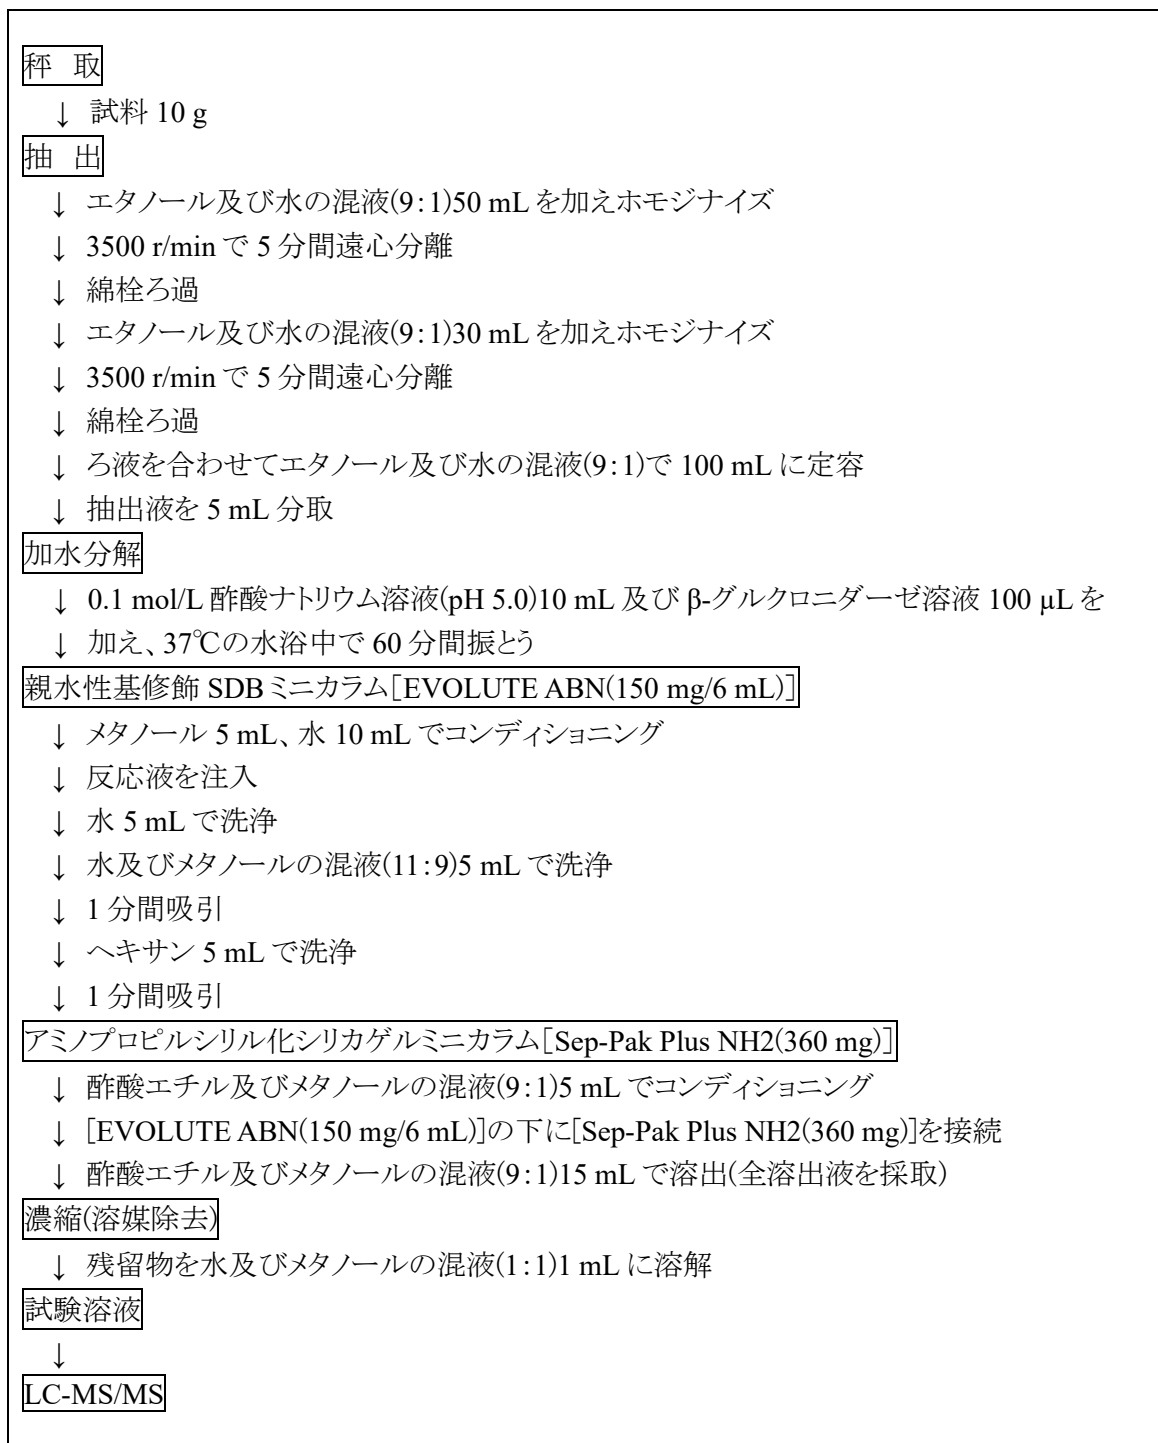 秤　取
↓ 試料 10 g
抽　出
↓ エタノール及び水の混液(9：1)50 mL を加えホモジナイズ
↓ 3500 r/min で 5 分間遠心分離
↓ 綿栓ろ過
↓ エタノール及び水の混液(9：1)30 mL を加えホモジナイズ
↓ 3500 r/min で 5 分間遠心分離
↓ 綿栓ろ過
↓ ろ液を合わせてエタノール及び水の混液(9：1)で 100 mL に定容
↓ 抽出液を 5 mL 分取
加水分解
↓ 0.1 mol/L 酢酸ナトリウム溶液(pH 5.0)10 mL 及び β-グルクロニダーゼ溶液 100 µL を
↓ 加え、37℃の水浴中で 60 分間振とう
親水性基修飾 SDB ミニカラム［EVOLUTE ABN(150 mg/6 mL)］
↓ メタノール 5 mL、水 10 mL でコンディショニング
↓ 反応液を注入
↓ 水 5 mL で洗浄
↓ 水及びメタノールの混液(11：9)5 mL で洗浄
↓ 1 分間吸引
↓ ヘキサン 5 mL で洗浄
↓ 1 分間吸引
アミノプロピルシリル化シリカゲルミニカラム［Sep-Pak Plus NH2(360 mg)］
↓ 酢酸エチル及びメタノールの混液(9：1)5 mL でコンディショニング
↓ ［EVOLUTE ABN(150 mg/6 mL)］の下に[Sep-Pak Plus NH2(360 mg)]を接続
↓ 酢酸エチル及びメタノールの混液(9：1)15 mL で溶出(全溶出液を採取)
濃縮(溶媒除去)
↓ 残留物を水及びメタノールの混液(1：1)1 mL に溶解
試験溶液
↓
LC-MS/MS